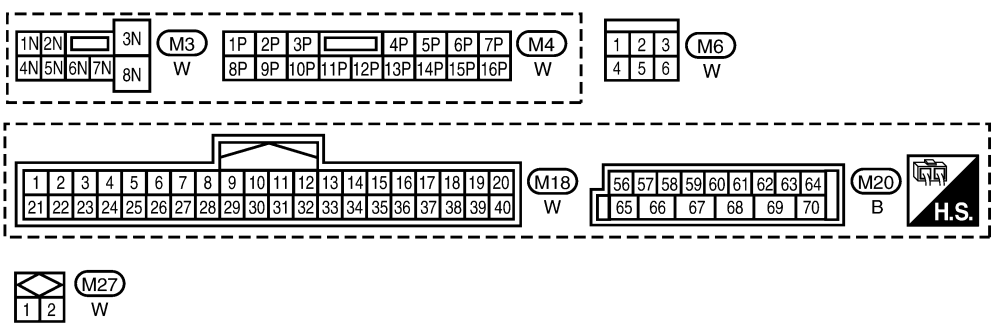 1N 2N 3N M3
4N 5N 6N 7N 8N W
1P 2P 3P 4P 5P 6P 7P M4
8P 9P 10P 11P 12P 13P 14P 15P 16P W
1 2 3 M6
4 5 6 W
1 2 3 4 5 6 7 8 9 10 11 12 13 14 15 16 17 18 19 20 M18
21 22 23 24 25 26 27 28 29 30 31 32 33 34 35 36 37 38 39 40 W
56 57 58 59 60 61 62 63 64 M20
65 66 67 68 69 70 B
H.S.
M27
1 2 W